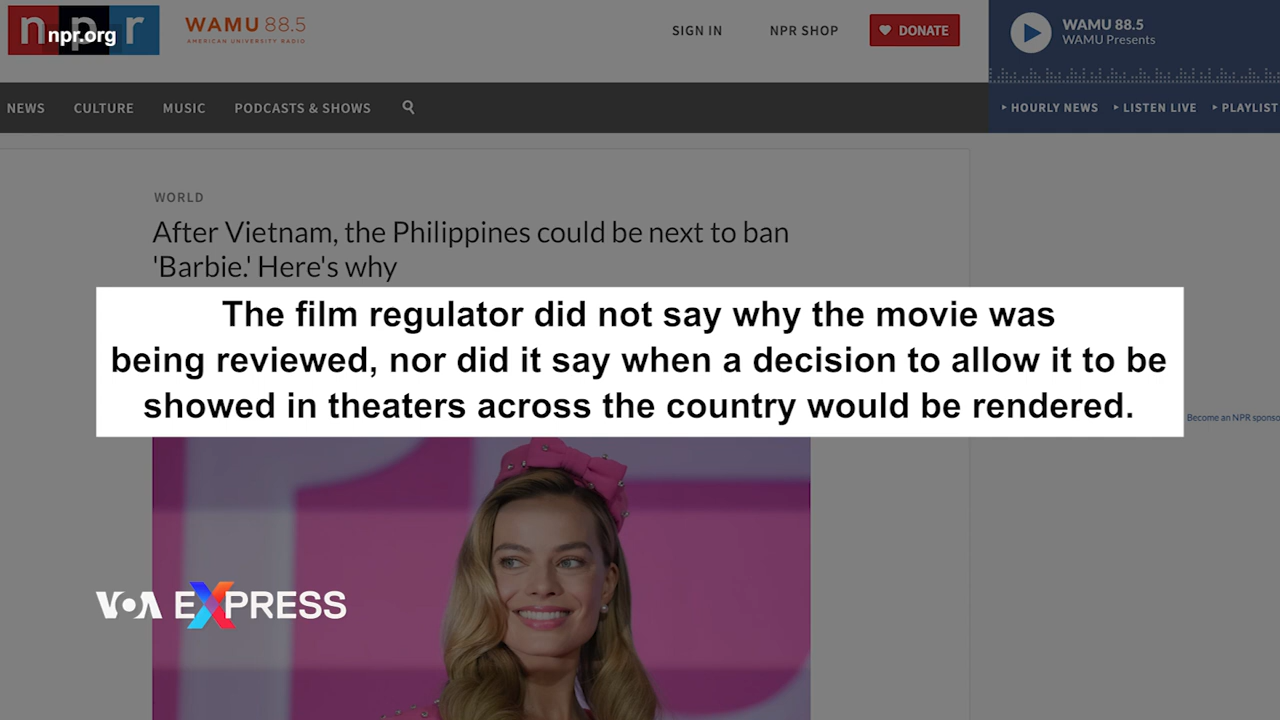 npr
npr.org
WAMU 88.5
AMERICAN UNIVERSITY RADIO
SIGN IN
NPR SHOP
DONATE
WAMU 88.5
WAMU Presents
NEWS
CULTURE
MUSIC
PODCASTS & SHOWS
HOURLY NEWS
LISTEN LIVE
PLAYLIST
WORLD
After Vietnam, the Philippines could be next to ban
'Barbie.' Here's why
The film regulator did not say why the movie was
being reviewed, nor did it say when a decision to allow it to be
showed in theaters across the country would be rendered.
Become an NPR sponso
VOA EXPRESS